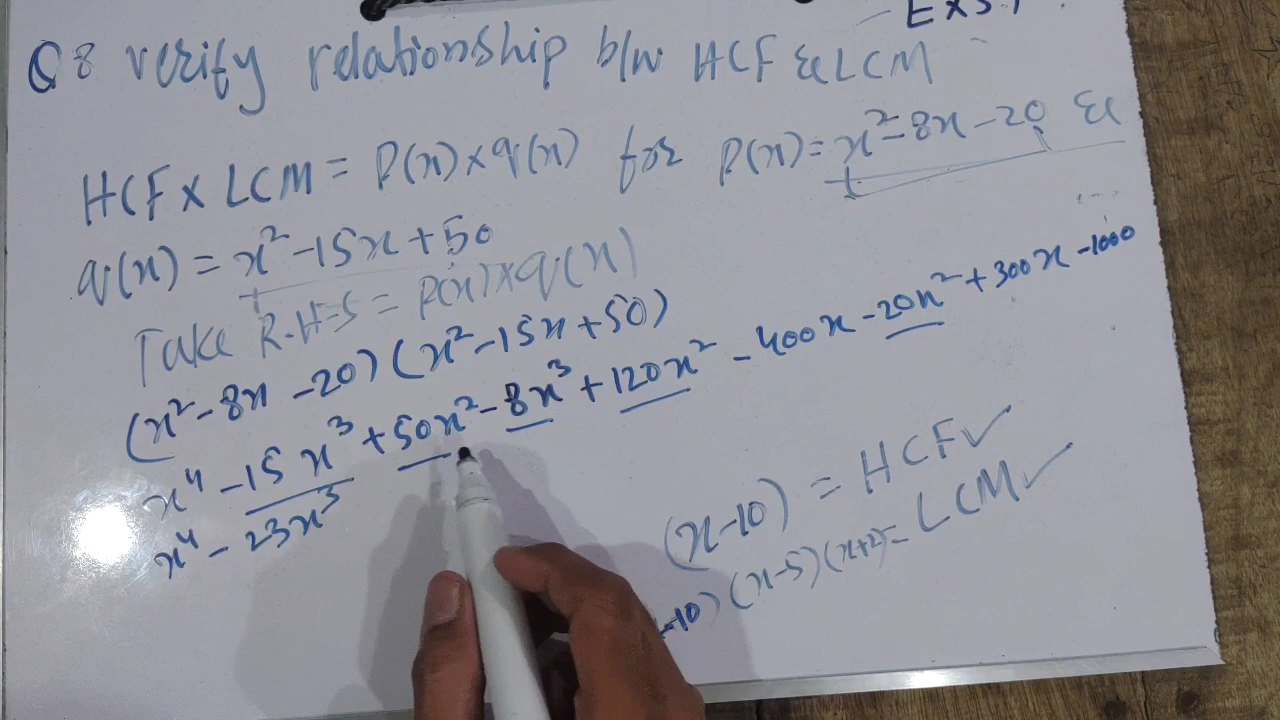 Ex 5.1
Q8 verify relationship b/w HCF & LCM
HCF x LCM = P(x) x q(x) for P(x) = x² - 8x - 20 &
q(x) = x² - 15x + 50
Take R.H.S = P(x) x q(x)
(x² - 8x - 20) (x² - 15x + 50)
x⁴ - 15x³ + 50x² - 8x³ + 120x² - 400x - 20x² + 300x - 1000
x⁴ - 23x³
(x-10) = HCF✓
-10) (x-5) (x+2) = LCM✓